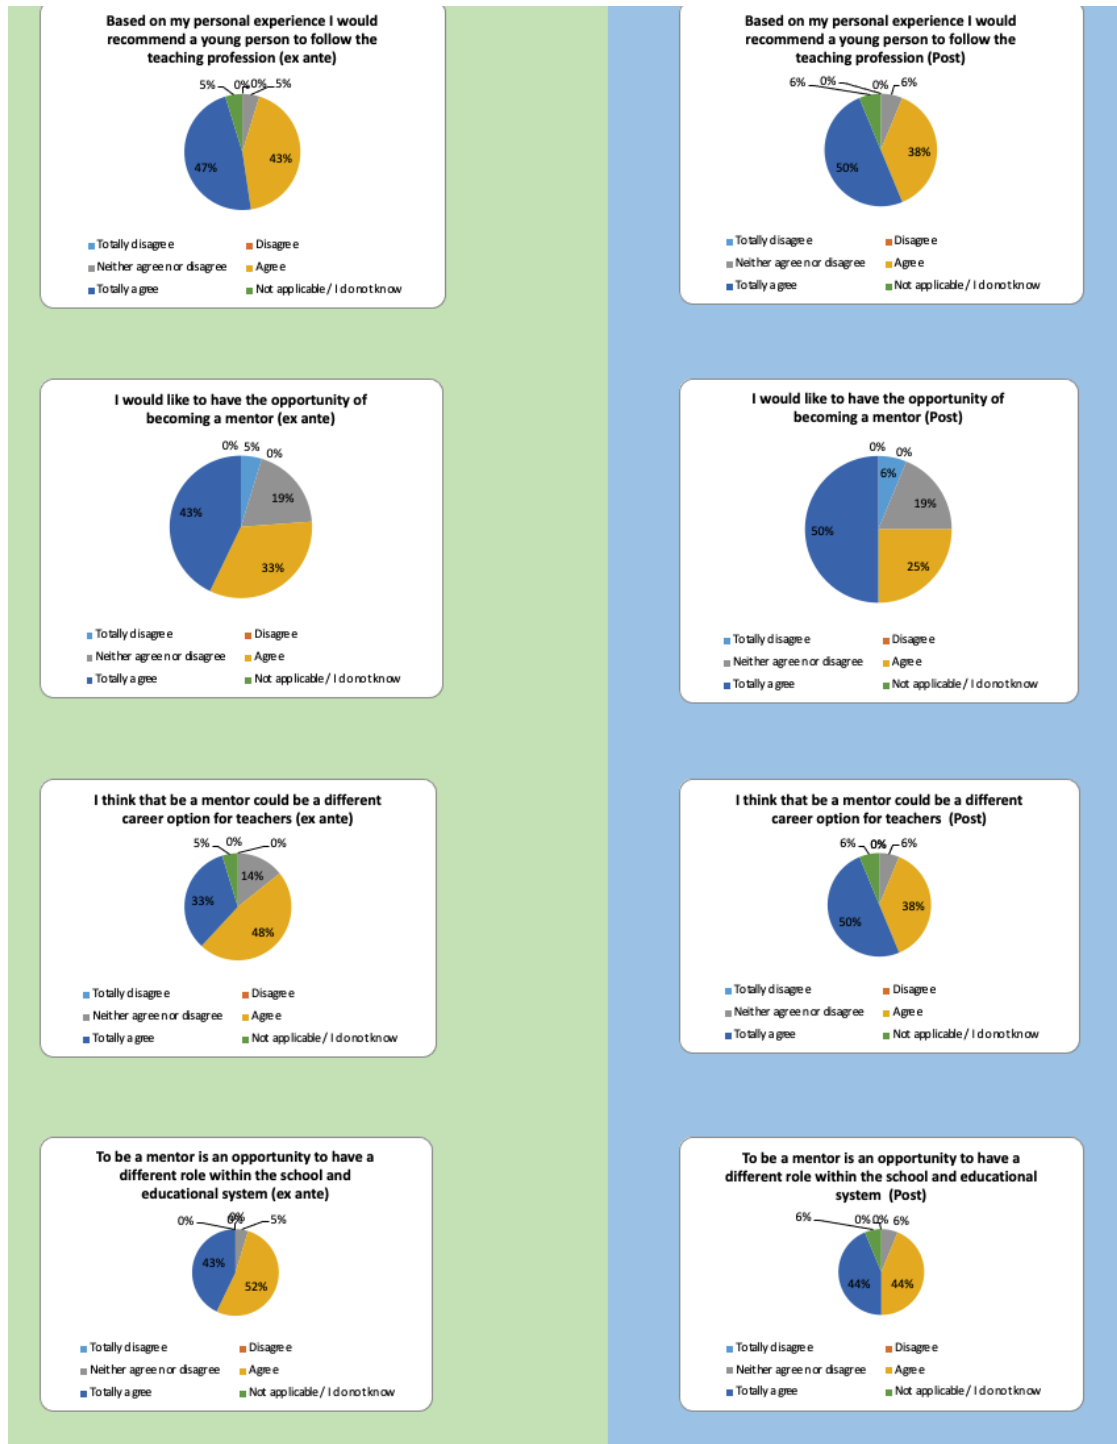 Based on my personal experience I would
recommend a young person to follow the
teaching profession (ex ante)
5% 0% 0% 5%
43%
47%
Totally disagree Disagree
Neither agree nor disagree Agree
Totally agree Not applicable / I do not know
Based on my personal experience I would
recommend a young person to follow the
teaching profession (Post)
6% 0% 0% 6%
38%
50%
Totally disagree Disagree
Neither agree nor disagree Agree
Totally agree Not applicable / I do not know
I would like to have the opportunity of
becoming a mentor (ex ante)
0% 5% 0%
19%
43%
33%
Totally disagree Disagree
Neither agree nor disagree Agree
Totally agree Not applicable / I do not know
I would like to have the opportunity of
becoming a mentor (Post)
0% 0%
6%
19%
50%
25%
Totally disagree Disagree
Neither agree nor disagree Agree
Totally agree Not applicable / I do not know
I think that be a mentor could be a different
career option for teachers (ex ante)
5% 0% 0%
14%
33%
48%
Totally disagree Disagree
Neither agree nor disagree Agree
Totally agree Not applicable / I do not know
I think that be a mentor could be a different
career option for teachers (Post)
6% 0% 0% 6%
38%
50%
Totally disagree Disagree
Neither agree nor disagree Agree
Totally agree Not applicable / I do not know
To be a mentor is an opportunity to have a
different role within the school and
educational system (ex ante)
0% 0% 0% 5%
43%
52%
Totally disagree Disagree
Neither agree nor disagree Agree
Totally agree Not applicable / I do not know
To be a mentor is an opportunity to have a
different role within the school and educational
system (Post)
6% 0% 0% 6%
44% 44%
Totally disagree Disagree
Neither agree nor disagree Agree
Totally agree Not applicable / I do not know